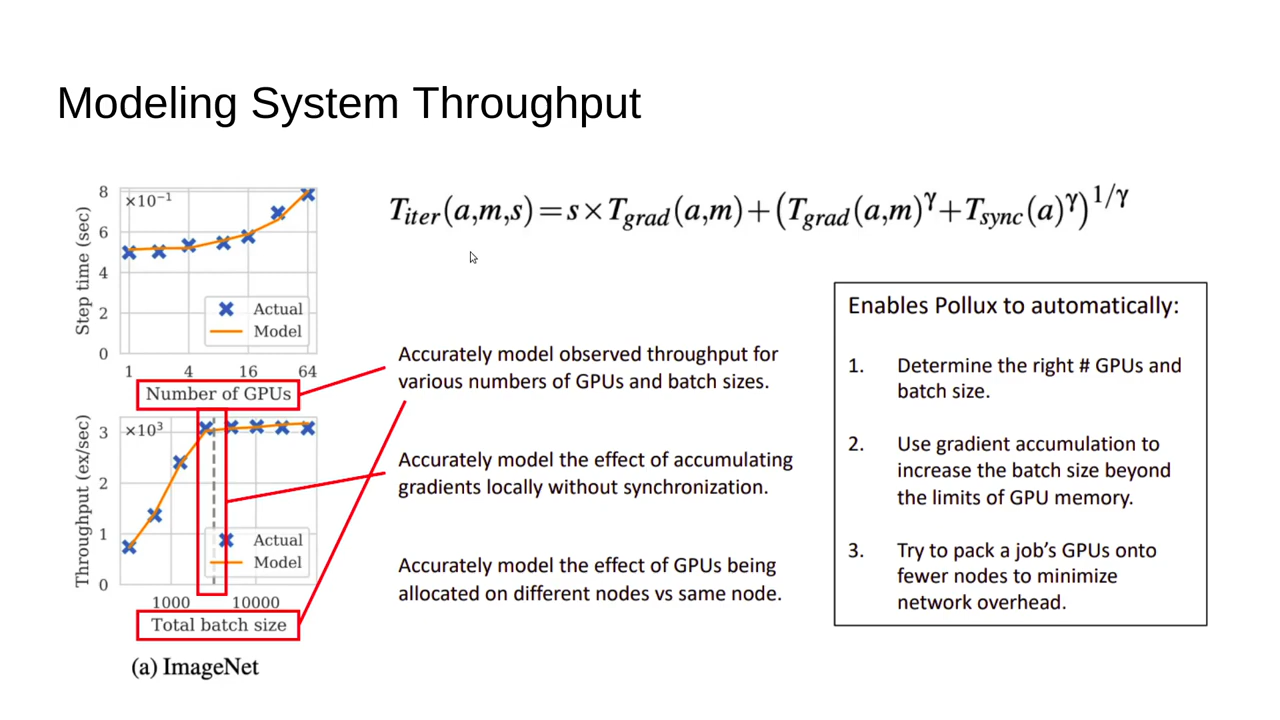 Modeling System Throughput
8
×10⁻¹
6
4
2
0
Step time (sec)
Actual
Model
1 4 16 64
Number of GPUs
3
×10³
2
1
0
Throughput (ex/sec)
Actual
Model
1000 10000
Total batch size
(a) ImageNet
T_iter(a,m,s) = s × T_grad(a,m) + (T_grad(a,m)^γ + T_sync(a)^γ)^1/γ
Accurately model observed throughput for
various numbers of GPUs and batch sizes.
Accurately model the effect of accumulating
gradients locally without synchronization.
Accurately model the effect of GPUs being
allocated on different nodes vs same node.
Enables Pollux to automatically:
1. Determine the right # GPUs and
batch size.
2. Use gradient accumulation to
increase the batch size beyond
the limits of GPU memory.
3. Try to pack a job's GPUs onto
fewer nodes to minimize
network overhead.